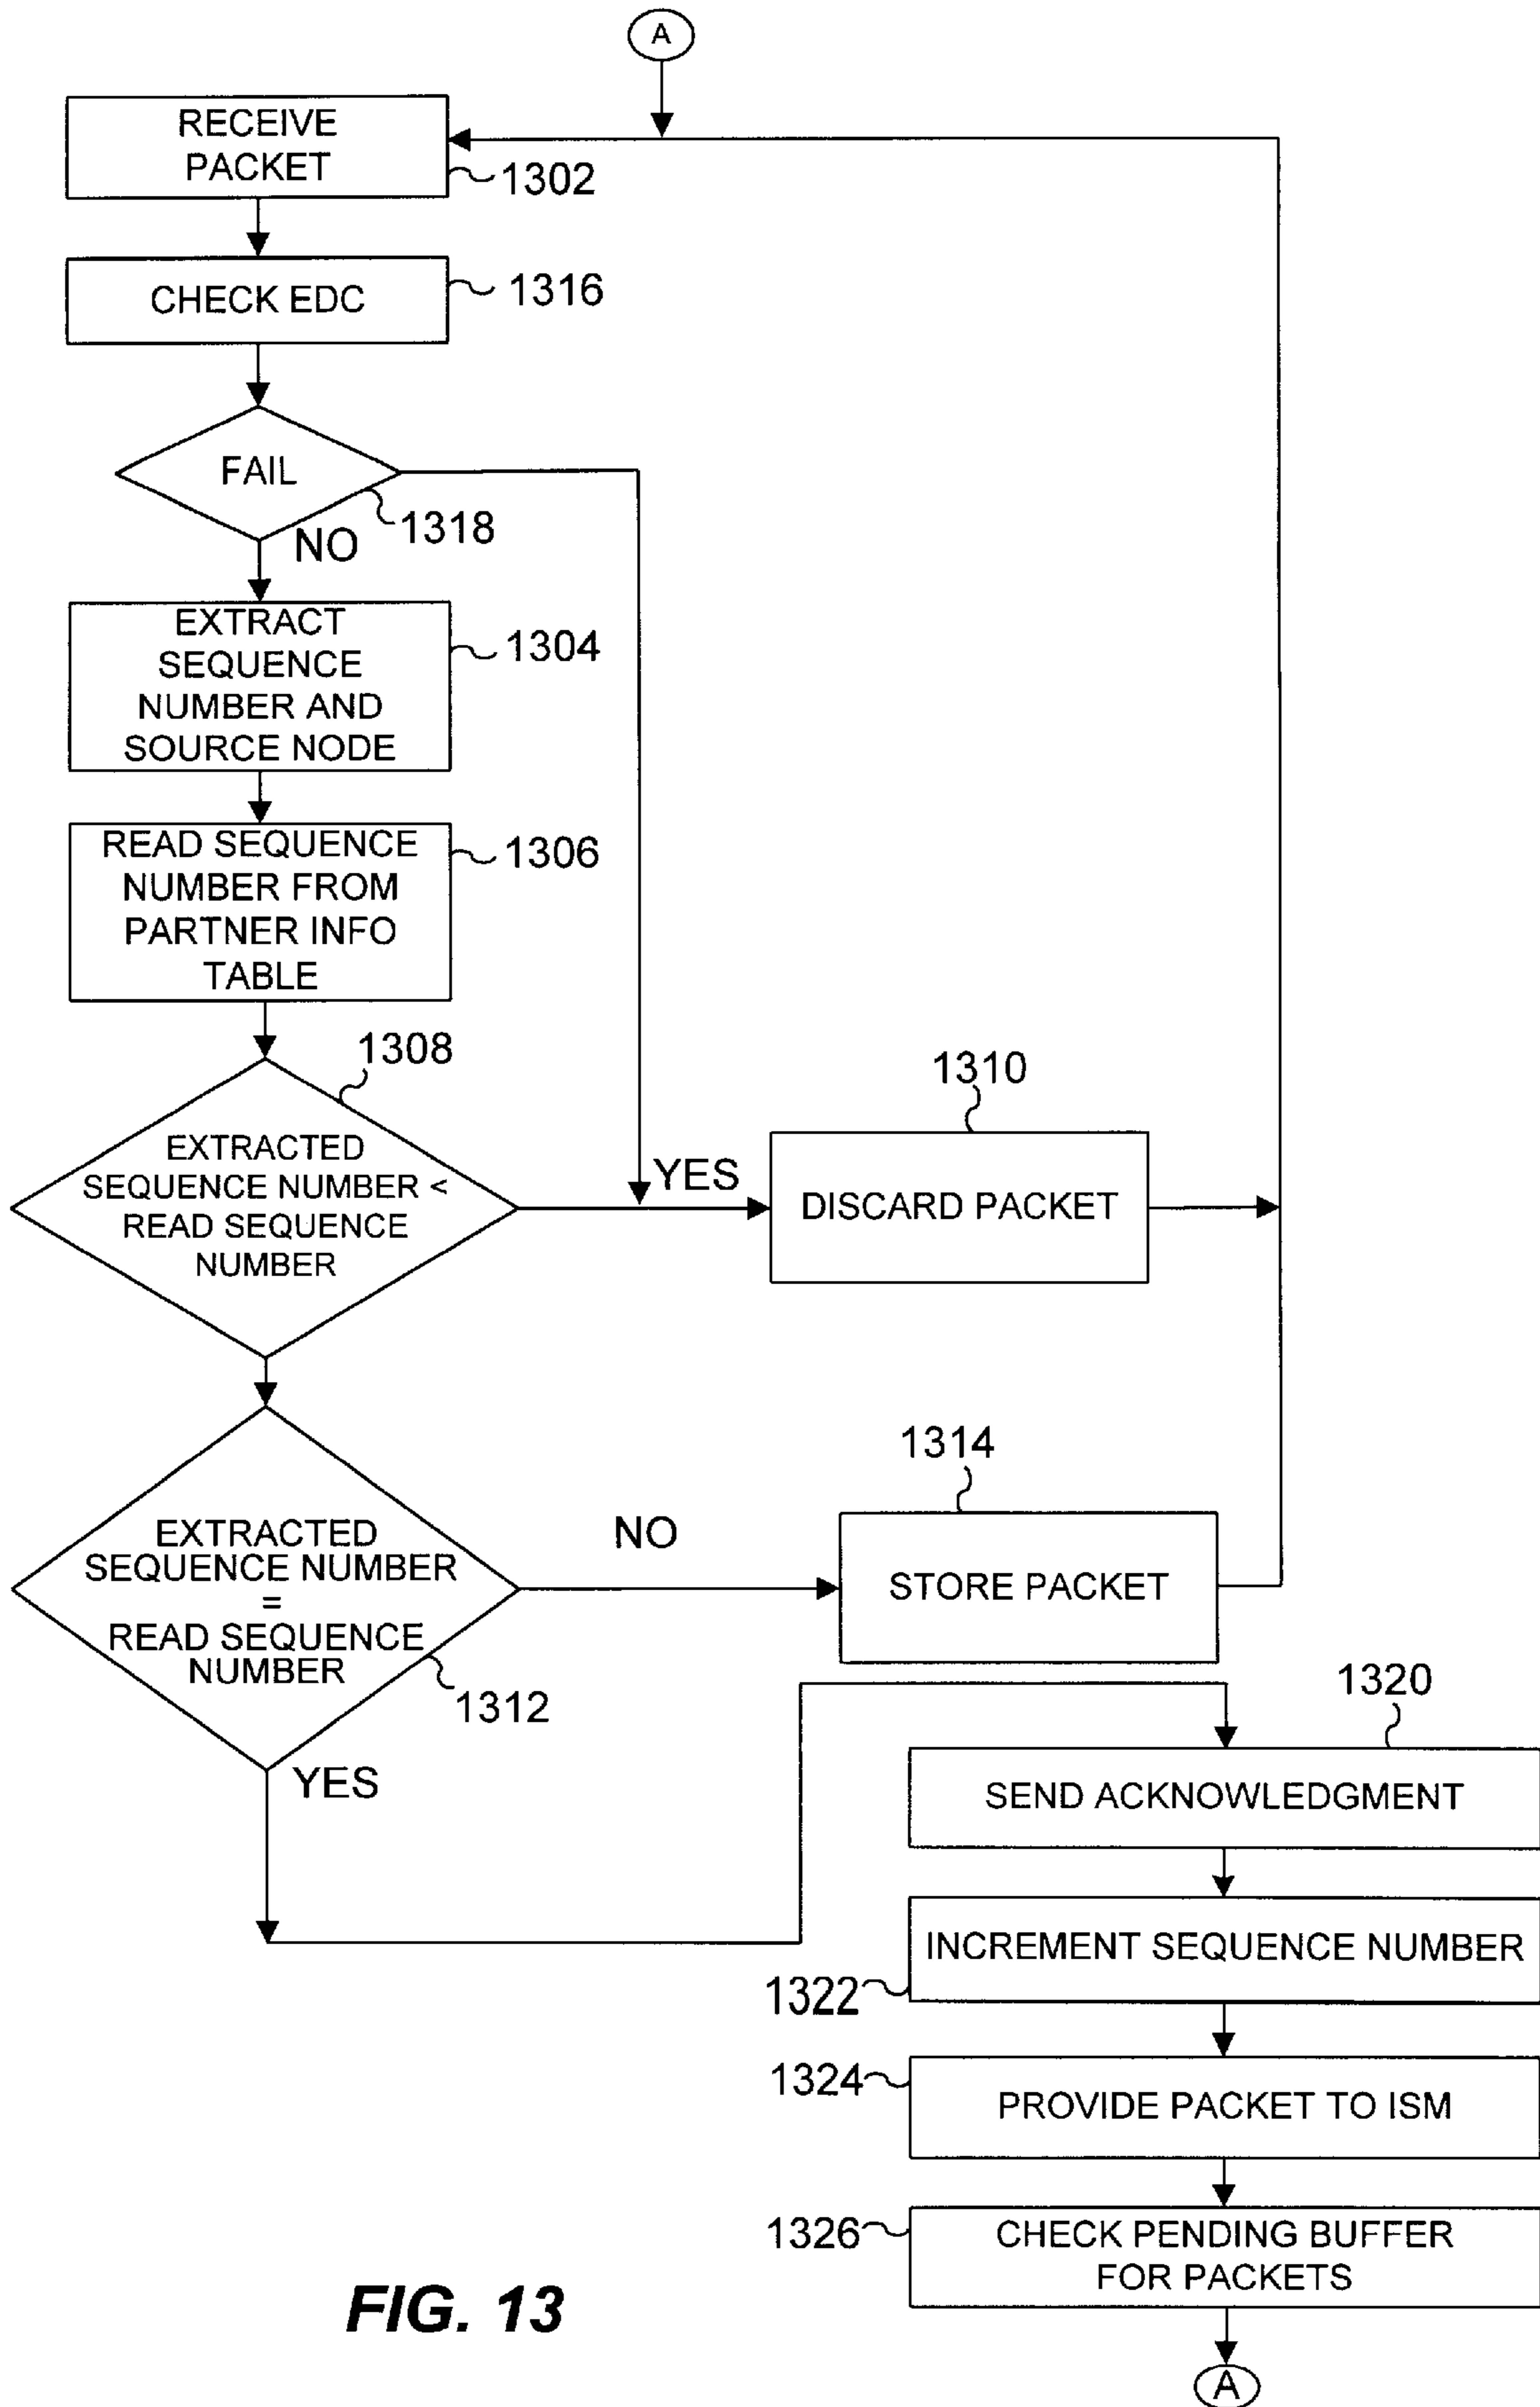 A
RECEIVE
PACKET
1302
CHECK EDC
1316
FAIL
1318
NO
EXTRACT
SEQUENCE
NUMBER AND
SOURCE NODE
1304
READ SEQUENCE
NUMBER FROM
PARTNER INFO
TABLE
1306
1308
EXTRACTED
SEQUENCE NUMBER <
READ SEQUENCE
NUMBER
YES
1310
DISCARD PACKET
EXTRACTED
SEQUENCE NUMBER
=
READ SEQUENCE
NUMBER
1312
NO
1314
STORE PACKET
YES
1320
SEND ACKNOWLEDGMENT
INCREMENT SEQUENCE NUMBER
1322
1324
PROVIDE PACKET TO ISM
1326
CHECK PENDING BUFFER
FOR PACKETS
A
FIG. 13